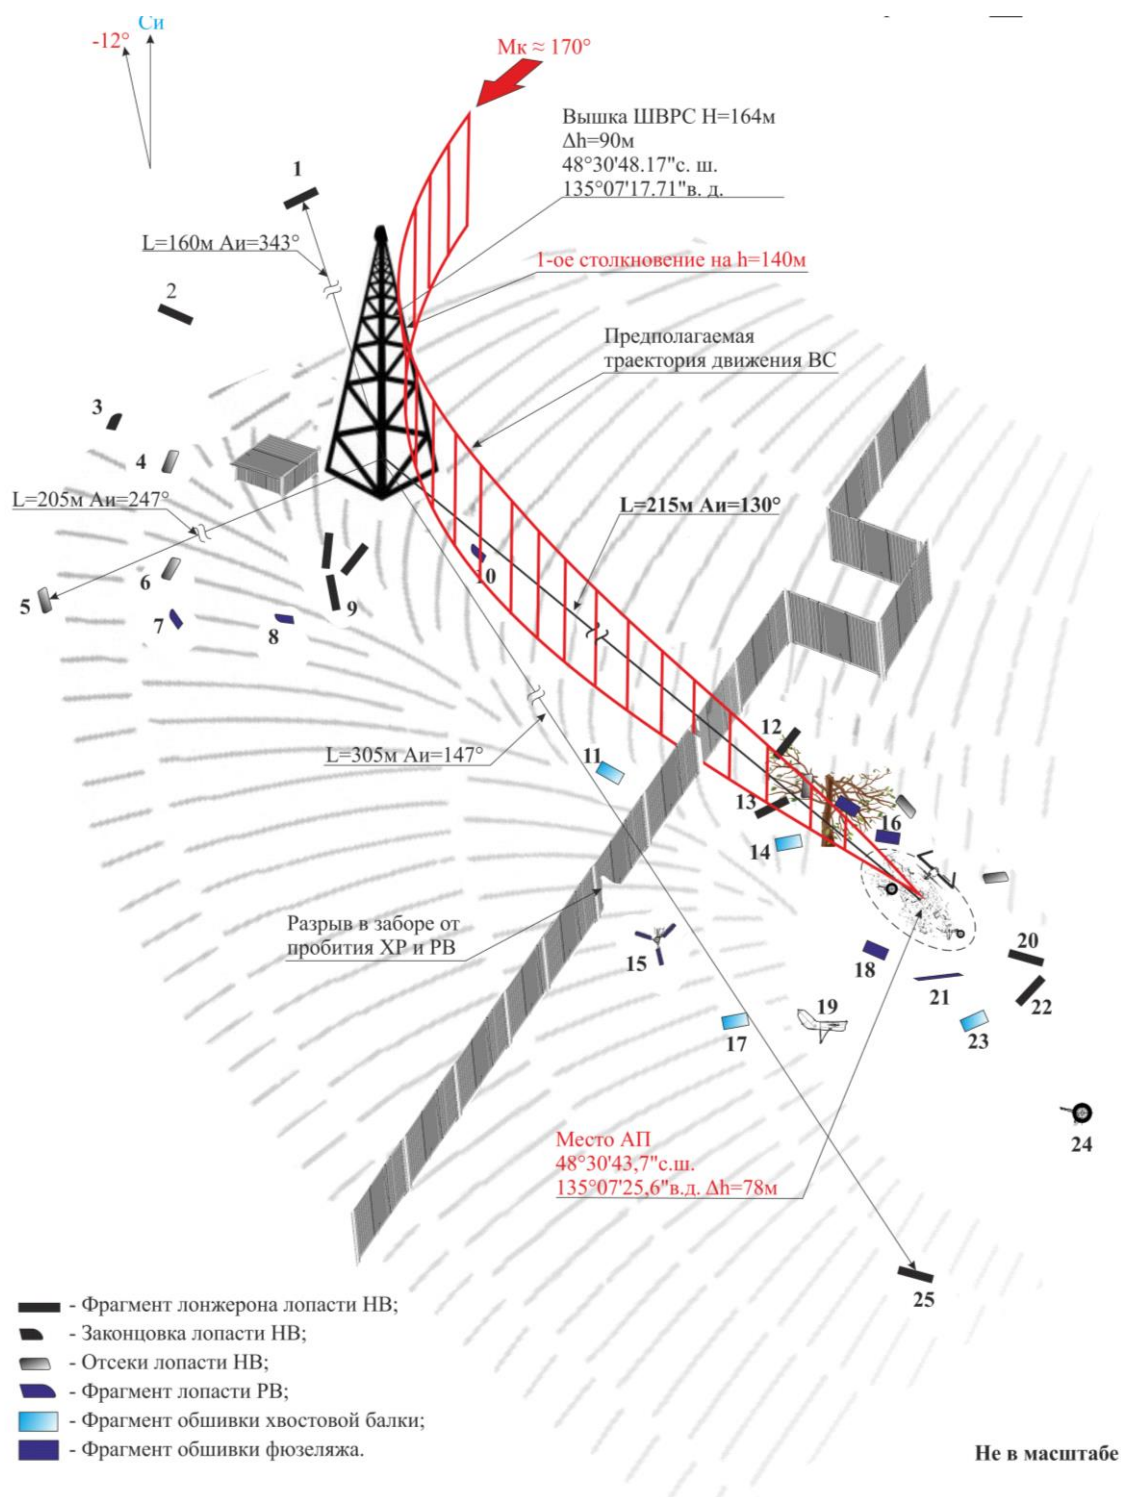 Си
-12°
Мк ≈ 170°
Вышка ШВРС Н=164м
Δh=90м
48°30'48.17"с. ш.
135°07'17.71"в. д.
1
L=160м Аи=343°
1-ое столкновение на h=140м
2
Предполагаемая
траектория движения ВС
3
4
L=205м Аи=247°
L=215м Аи=130°
10
6
5
9
7
8
12
L=305м Аи=147°
11
13
16
14
Разрыв в заборе от
пробития ХР и РВ
15
18
20
21
22
19
17
23
Место АП
48°30'43,7"с.ш.
135°07'25,6"в.д. Δh=78м
24
25
- Фрагмент лонжерона лопасти НВ;
- Законцовка лопасти НВ;
- Отсеки лопасти НВ;
- Фрагмент лопасти РВ;
- Фрагмент обшивки хвостовой балки;
- Фрагмент обшивки фюзеляжа.
Не в масштабе